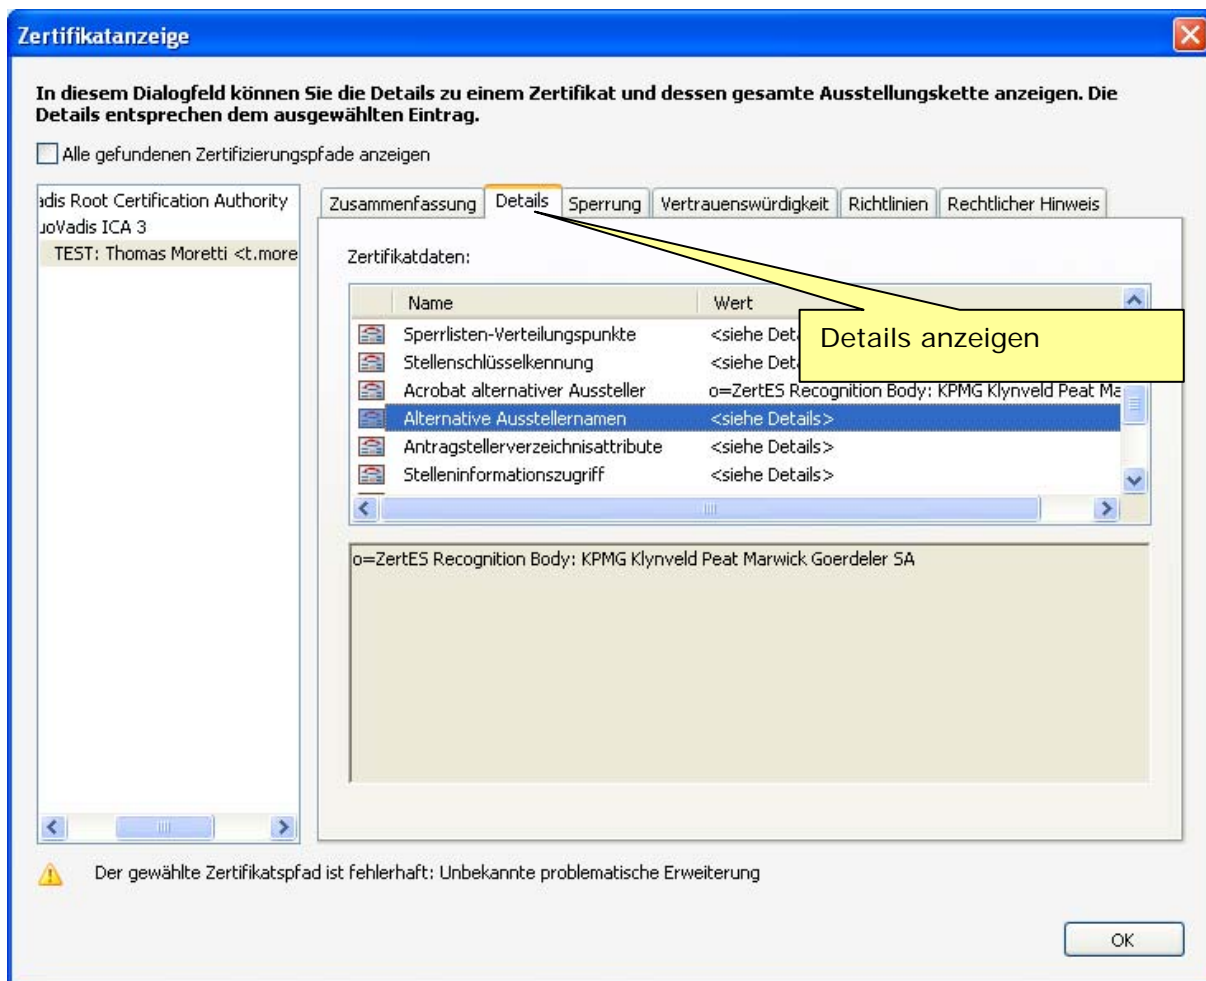 Zertifikatanzeige
In diesem Dialogfeld können Sie die Details zu einem Zertifikat und dessen gesamte Ausstellungskette anzeigen. Die
Details entsprechen dem ausgewählten Eintrag.
Alle gefundenen Zertifizierungspfade anzeigen
adis Root Certification Authority
uoVadis ICA 3
TEST: Thomas Moretti <t.more
Zusammenfassung Details Sperrung Vertrauenswürdigkeit Richtlinien Rechtlicher Hinweis
Zertifikatdaten:
Name Wert
Sperrlisten-Verteilungspunkte <siehe Deta
Stellenschlüsselkennung <siehe Deta
Details anzeigen
Acrobat alternativer Aussteller o=ZertES Recognition Body: KPMG Klynveld Peat Ma
Alternative Ausstellernamen <siehe Details>
Antragstellerverzeichnisattribute <siehe Details>
Stelleninformationszugriff <siehe Details>
o=ZertES Recognition Body: KPMG Klynveld Peat Marwick Goerdeler SA
Der gewählte Zertifikatspfad ist fehlerhaft: Unbekannte problematische Erweiterung
OK